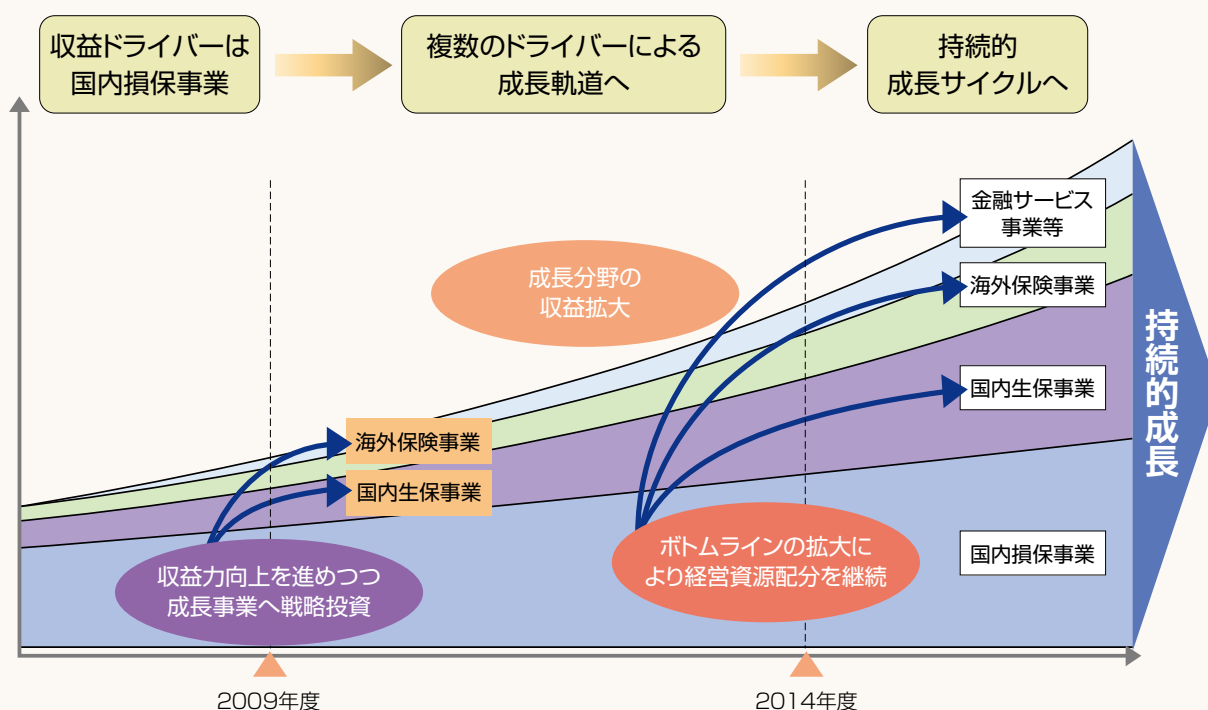 収益ドライバーは
国内損保事業
複数のドライバーによる
成長軌道へ
持続的
成長サイクルへ
金融サービス
事業等
海外保険事業
国内生保事業
国内損保事業
持続的成長
成長分野の
収益拡大
海外保険事業
国内生保事業
収益力向上を進めつつ
成長事業へ戦略投資
ボトムラインの拡大に
より経営資源配分を継続
2009年度
2014年度